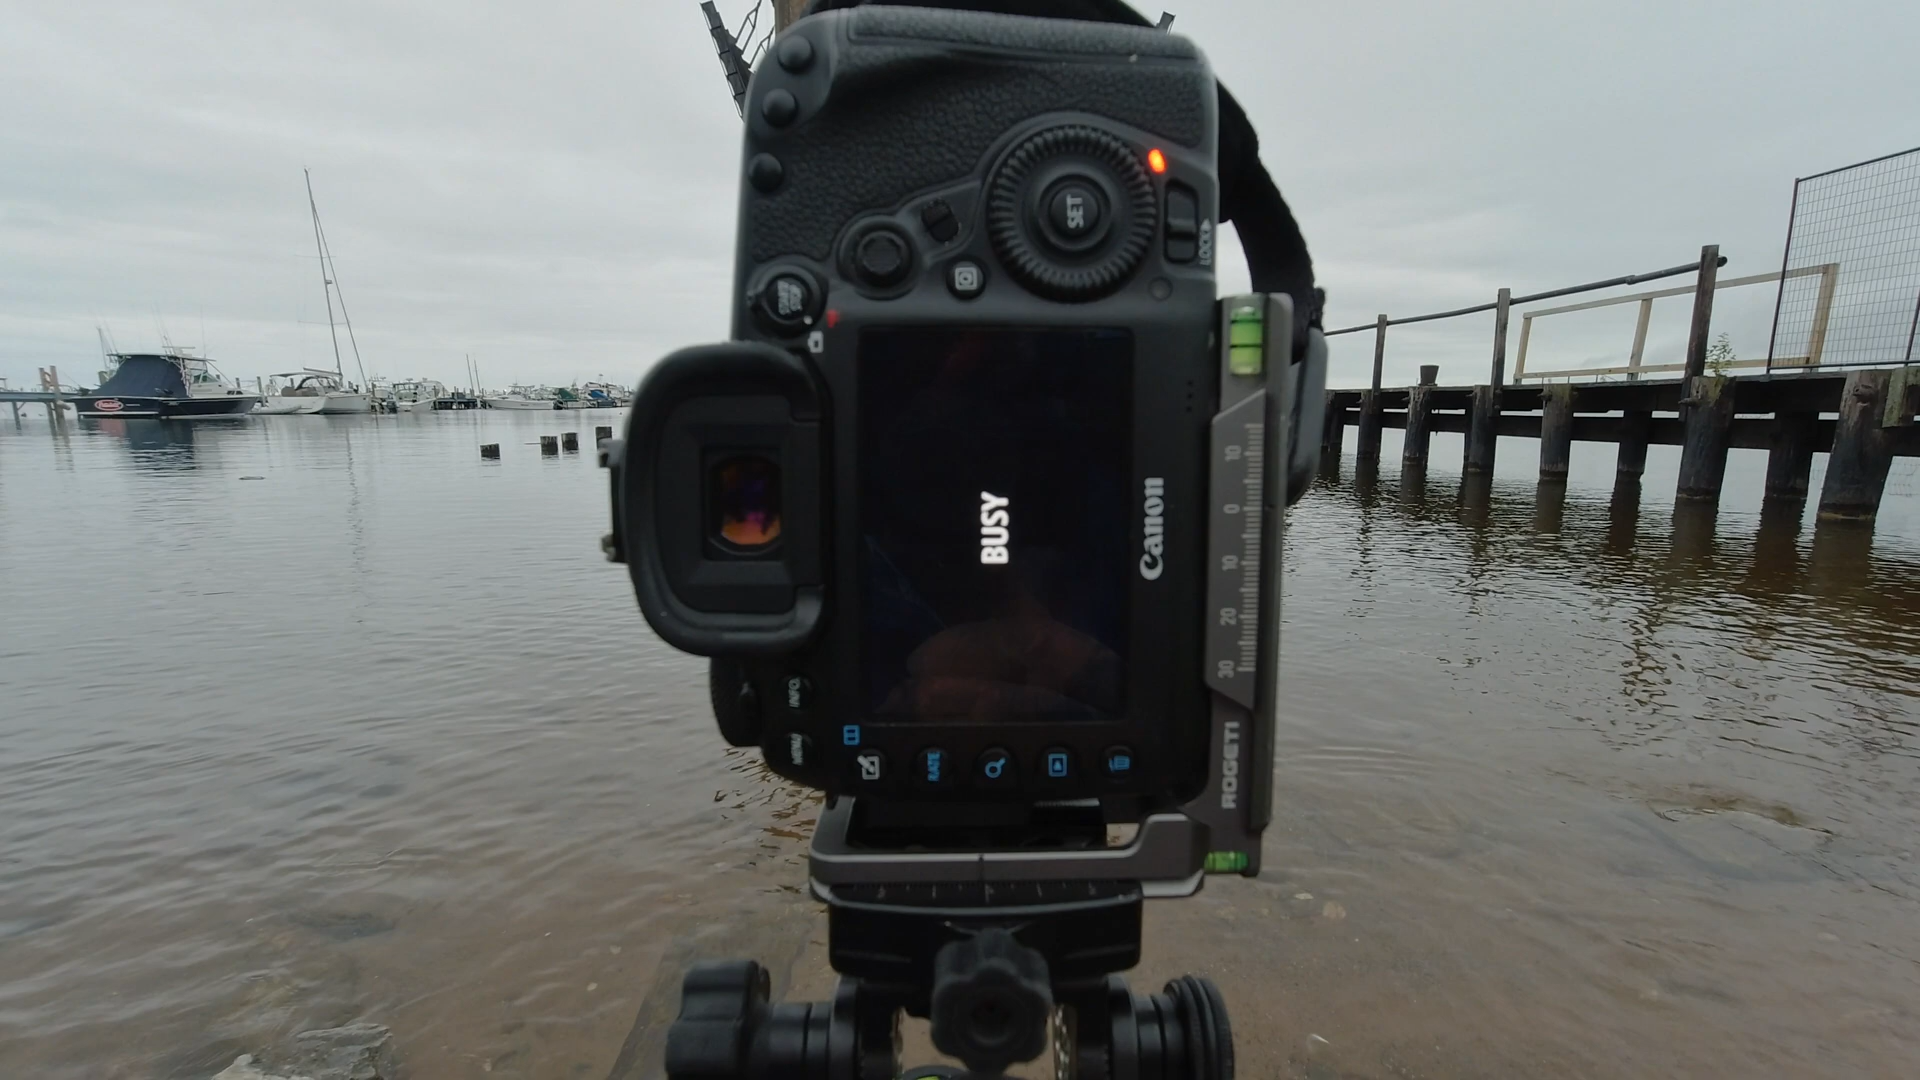 SET
LOCK
BUSY
Canon
10
0
10
20
30
INFO.
MENU
RATE
ROGETI